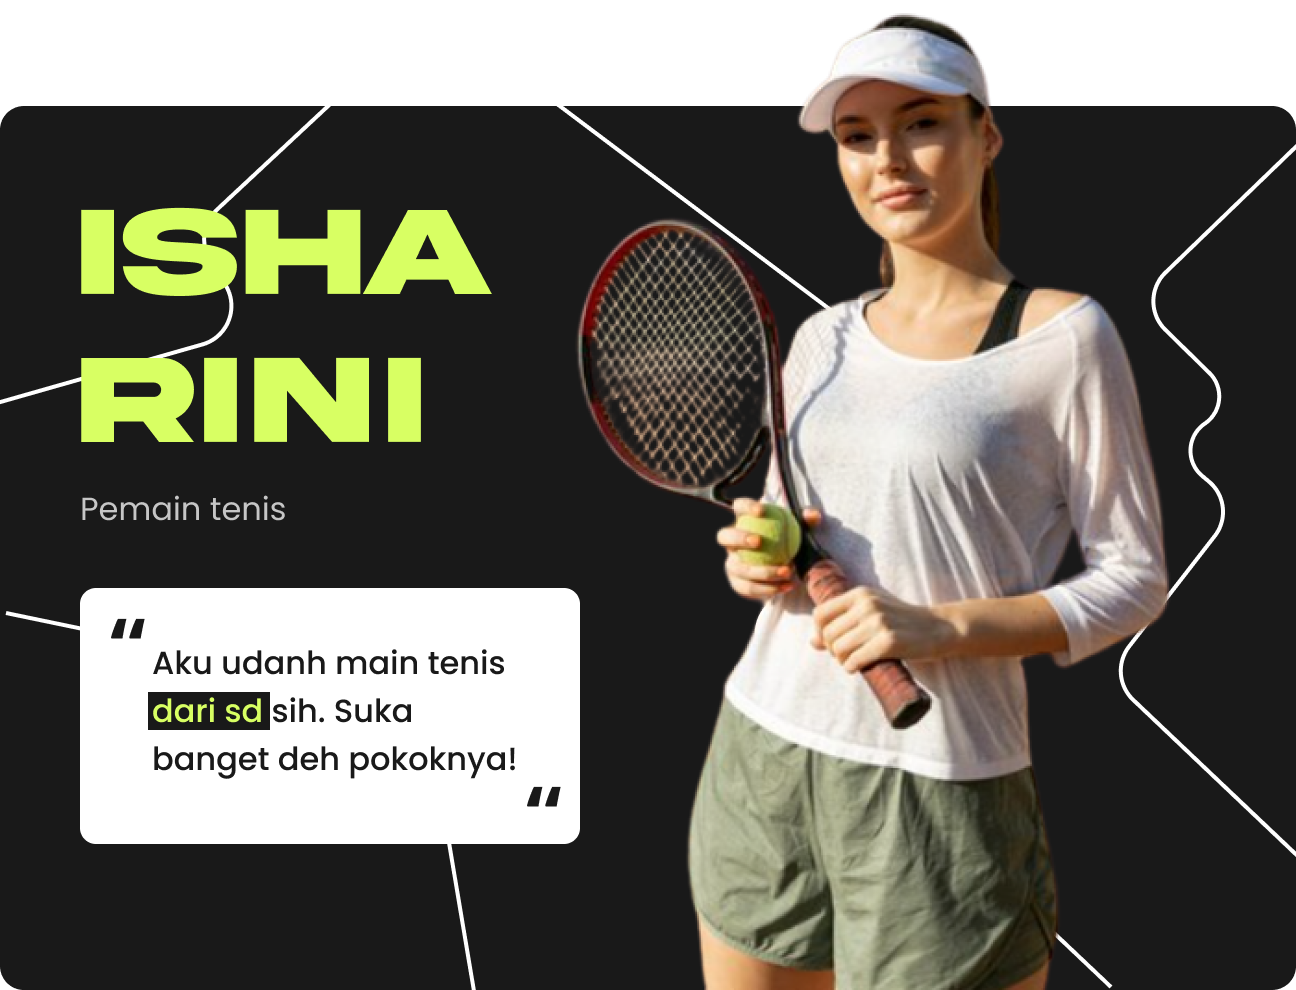 ISHA
RINI
Pemain tenis
“
Aku udanh main tenis
dari sd sih. Suka
banget deh pokoknya!
“